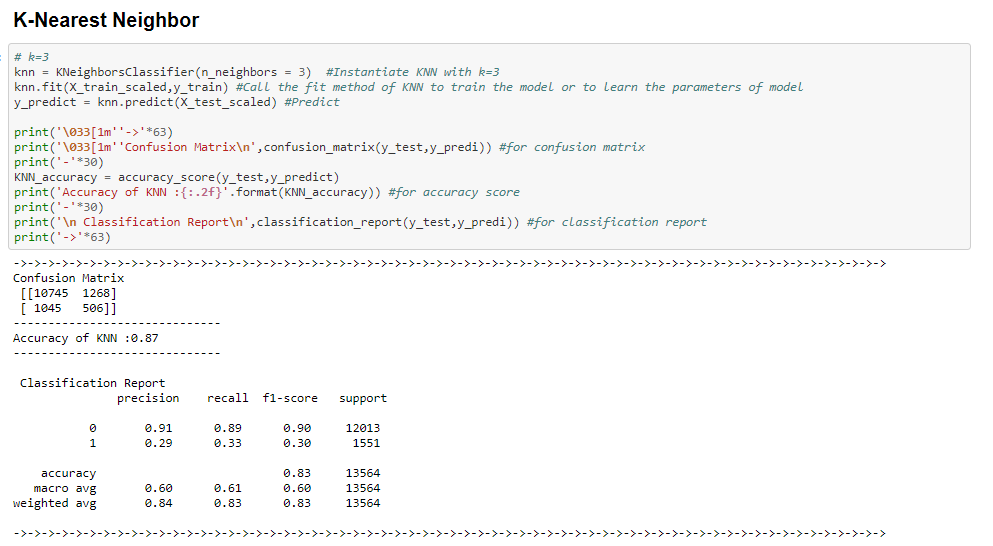 K-Nearest Neighbor
# k=3
knn = KNeighborsClassifier(n_neighbors = 3)  #Instantiate KNN with k=3
knn.fit(X_train_scaled,y_train) #Call the fit method of KNN to train the model or to learn the parameters of model
y_predict = knn.predict(X_test_scaled) #Predict

print('\033[1m''->'*63)
print('\033[1m''Confusion Matrix\n',confusion_matrix(y_test,y_predi)) #for confusion matrix
print('-'*30)
KNN_accuracy = accuracy_score(y_test,y_predict)
print('Accuracy of KNN :{:.2f}'.format(KNN_accuracy)) #for accuracy score
print('-'*30)
print('\n Classification Report\n',classification_report(y_test,y_predi)) #for classification report
print('->'*63)
->->->->->->->->->->->->->->->->->->->->->->->->->->->->->->->->->->->->->->->->->->->->->->->->->->->->->->->->->->->->->->->
Confusion Matrix
 [[10745  1268]
 [ 1045   506]]
------------------------------
Accuracy of KNN :0.87
------------------------------

 Classification Report
               precision    recall  f1-score   support

           0       0.91      0.89      0.90     12013
           1       0.29      0.33      0.30      1551

    accuracy                           0.83     13564
   macro avg       0.60      0.61      0.60     13564
weighted avg       0.84      0.83      0.83     13564

->->->->->->->->->->->->->->->->->->->->->->->->->->->->->->->->->->->->->->->->->->->->->->->->->->->->->->->->->->->->->->->